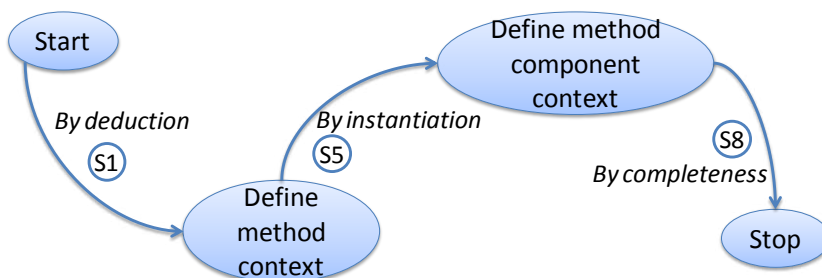 Start
By deduction
S1
Define
method
context
By instantiation
S5
Define method
component
context
S8
By completeness
Stop